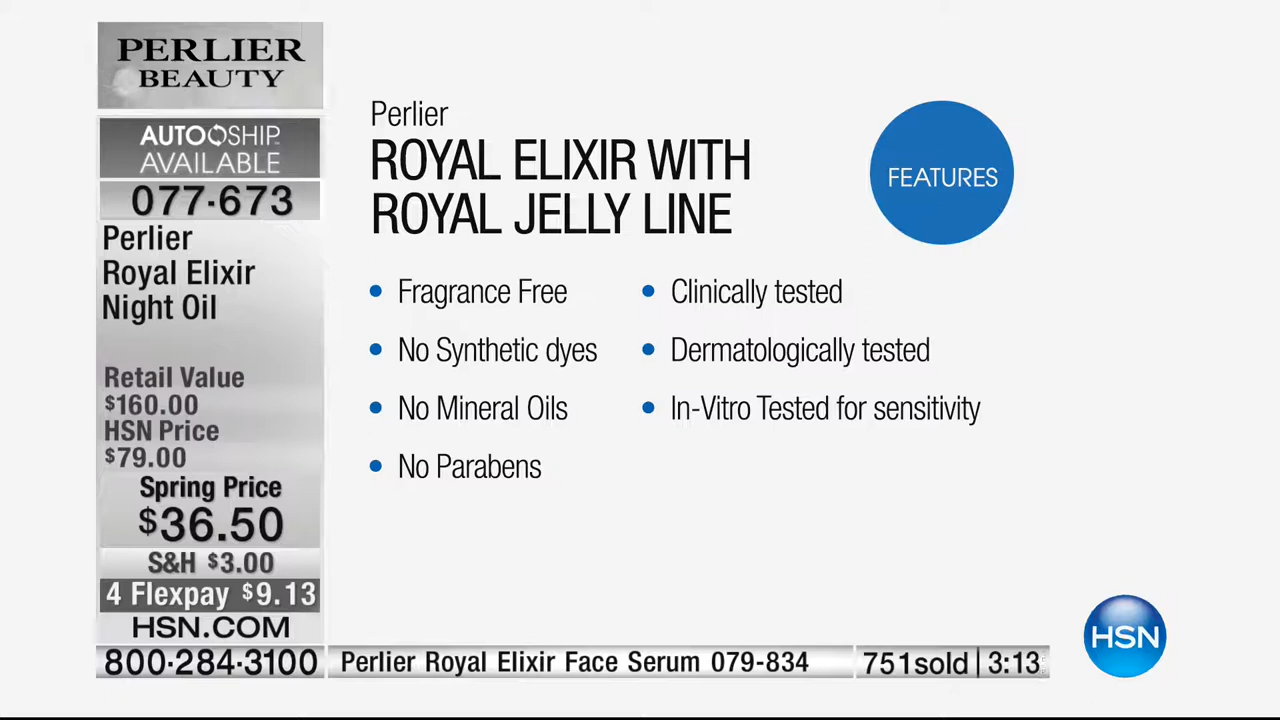 PERLIER
BEAUTY
AUTOSHIP
AVAILABLE
077·673
Perlier
Royal Elixir
Night Oil
Retail Value
$160.00
HSN Price
$79.00
Spring Price
$36.50
S&H $3.00
4 Flexpay $9.13
HSN.COM
800·284·3100
Perlier
ROYAL ELIXIR WITH
ROYAL JELLY LINE
FEATURES
• Fragrance Free
• No Synthetic dyes
• No Mineral Oils
• No Parabens
• Clinically tested
• Dermatologically tested
• In-Vitro Tested for sensitivity
Perlier Royal Elixir Face Serum 079-834
751sold | 3:13
HSN